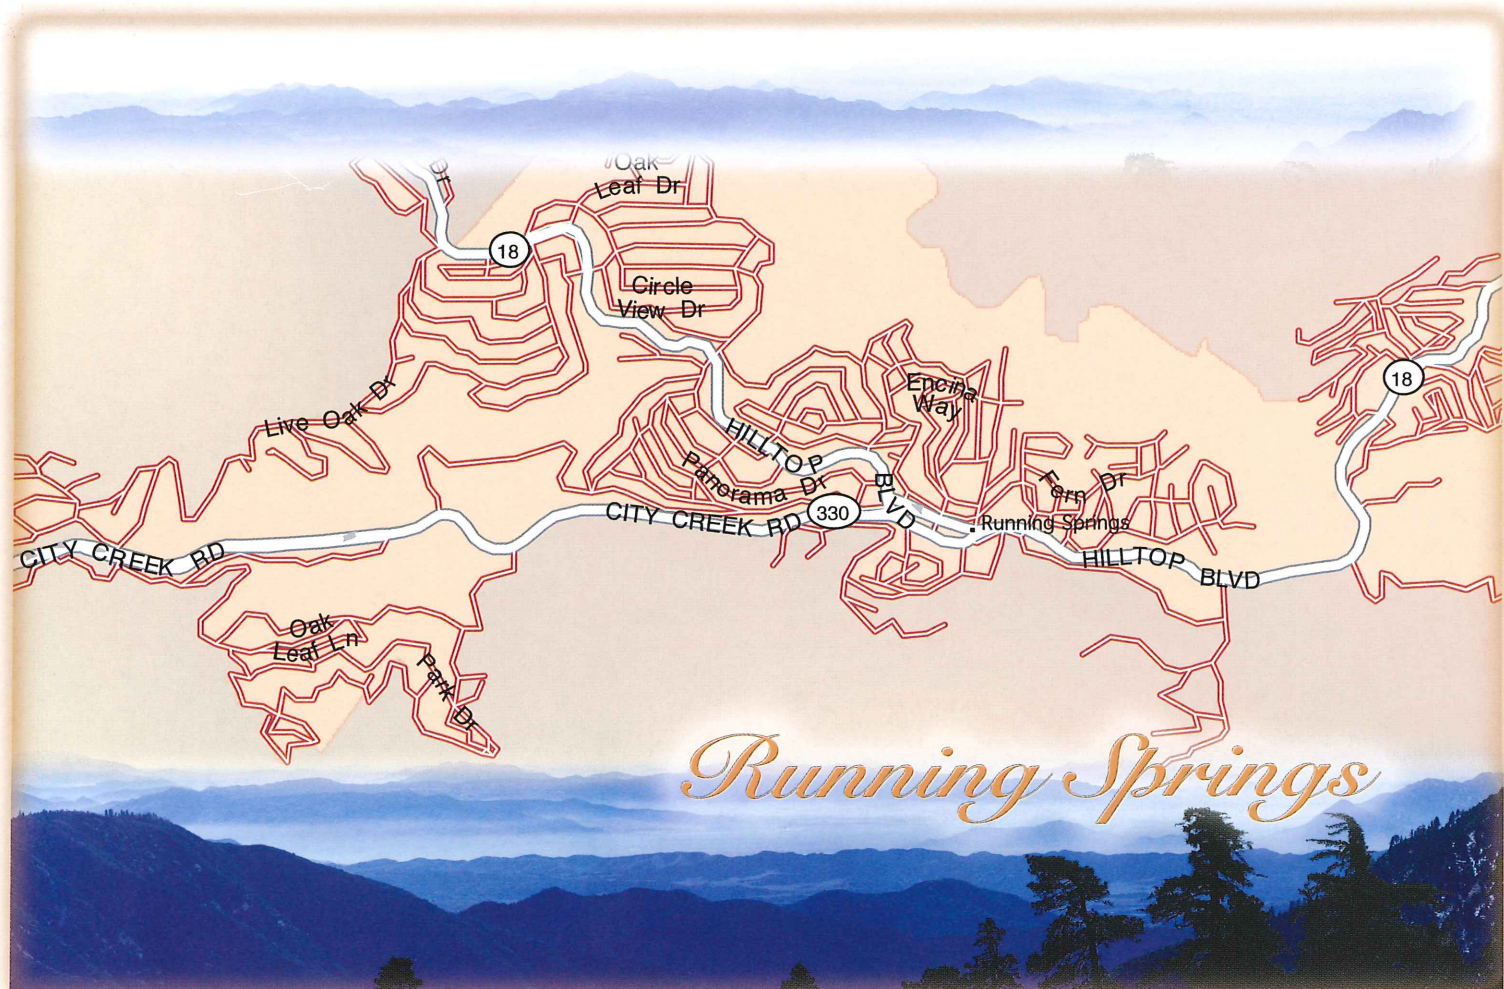 Dr
Oak
Leaf Dr
18
Circle
View Dr
18
Live Oak Dr
Encina
Way
HILLTOP
BLVD
Panorama Dr
Fern Dr
CITY CREEK RD
330
Running Springs
CITY CREEK RD
HILLTOP BLVD
Oak
Leaf Ln
Park Dr
Running Springs